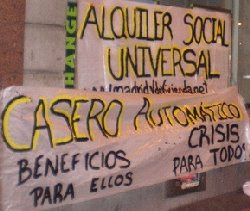 CHANGE
ALQUILER SOCIAL
UNIVERSAL
CASERO AUTOMÁTICO
BENEFICIOS
PARA ELLOS
CRISIS
PARA TODOS